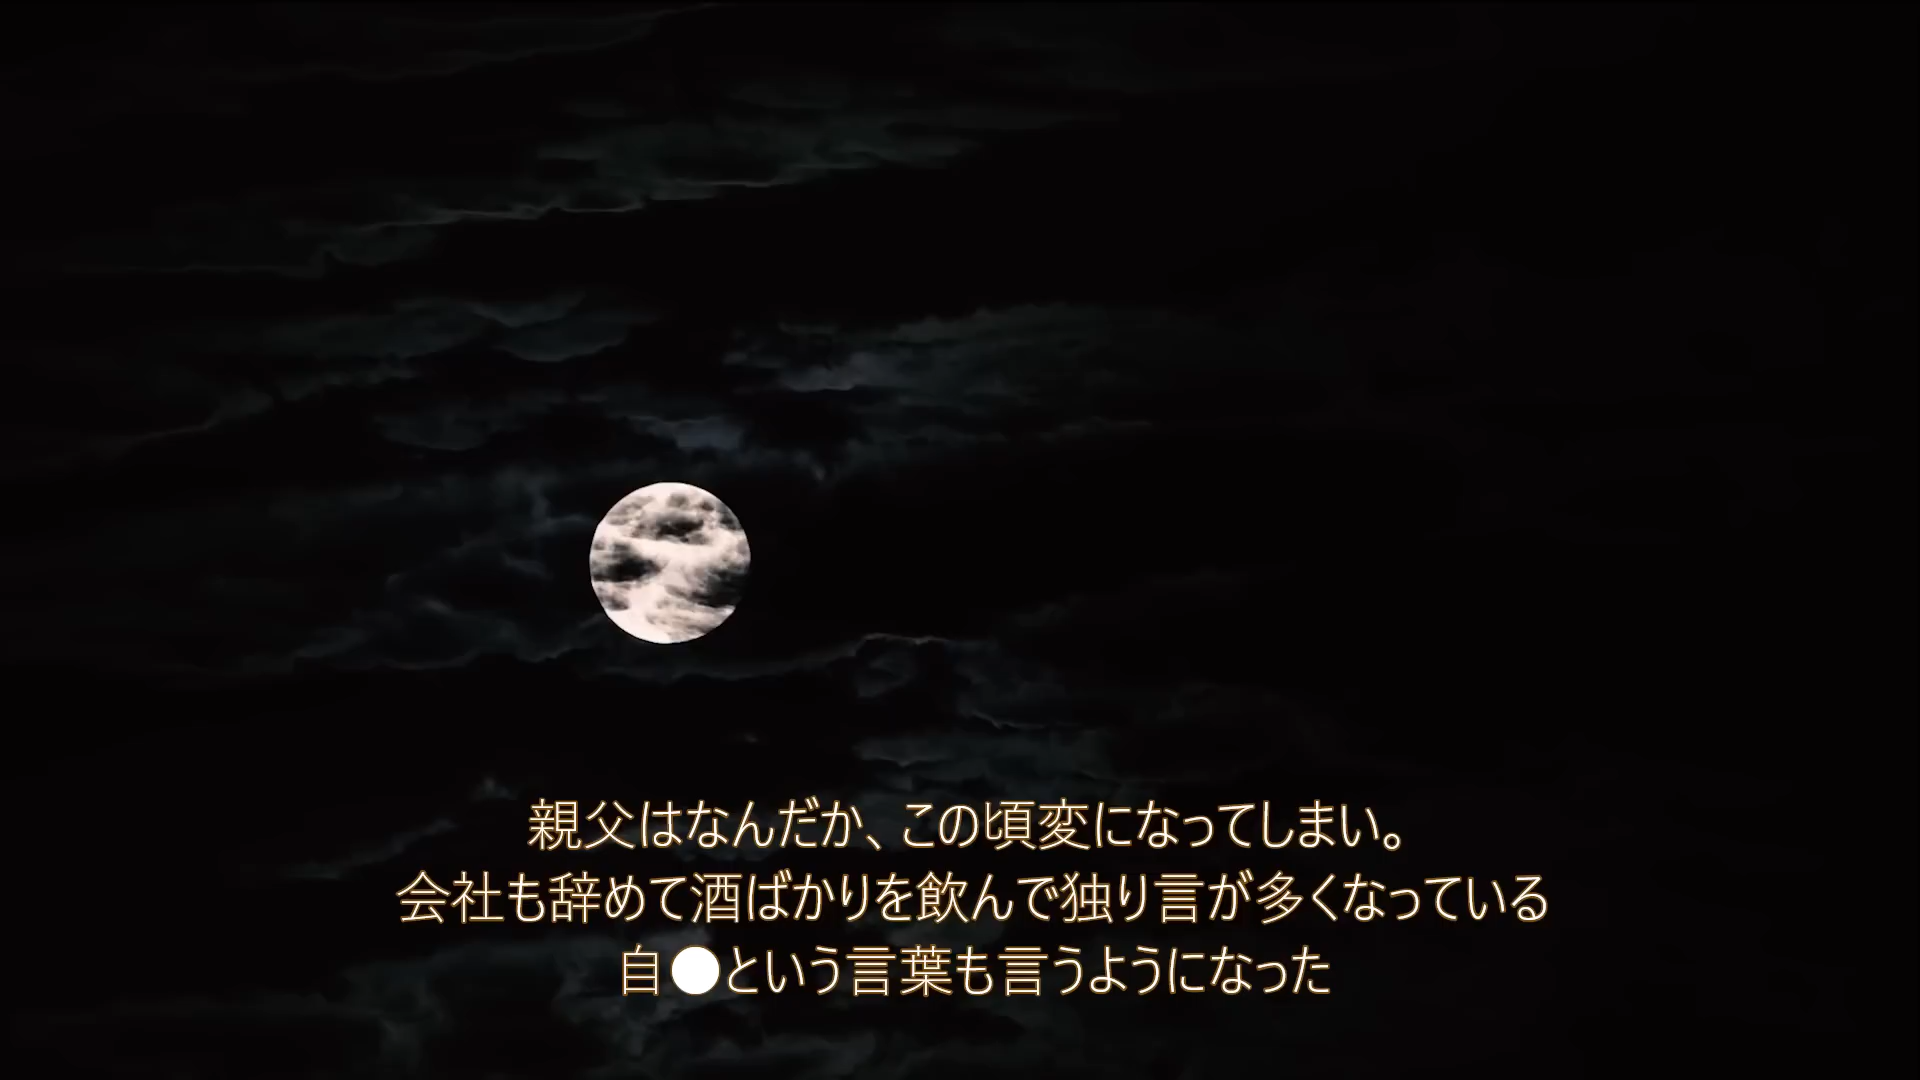 親父はなんだか、この頃変になってしまい。
会社も辞めて酒ばかりを飲んで独り言が多くなっている
自●という言葉も言うようになった